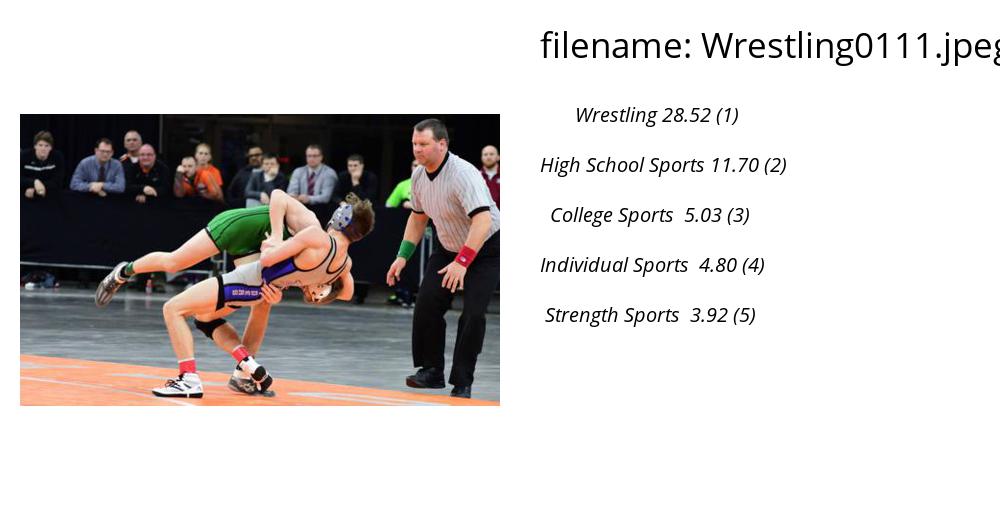 filename: Wrestling0111.jpeg
Wrestling 28.52 (1)
High School Sports 11.70 (2)
College Sports 5.03 (3)
Individual Sports 4.80 (4)
Strength Sports 3.92 (5)